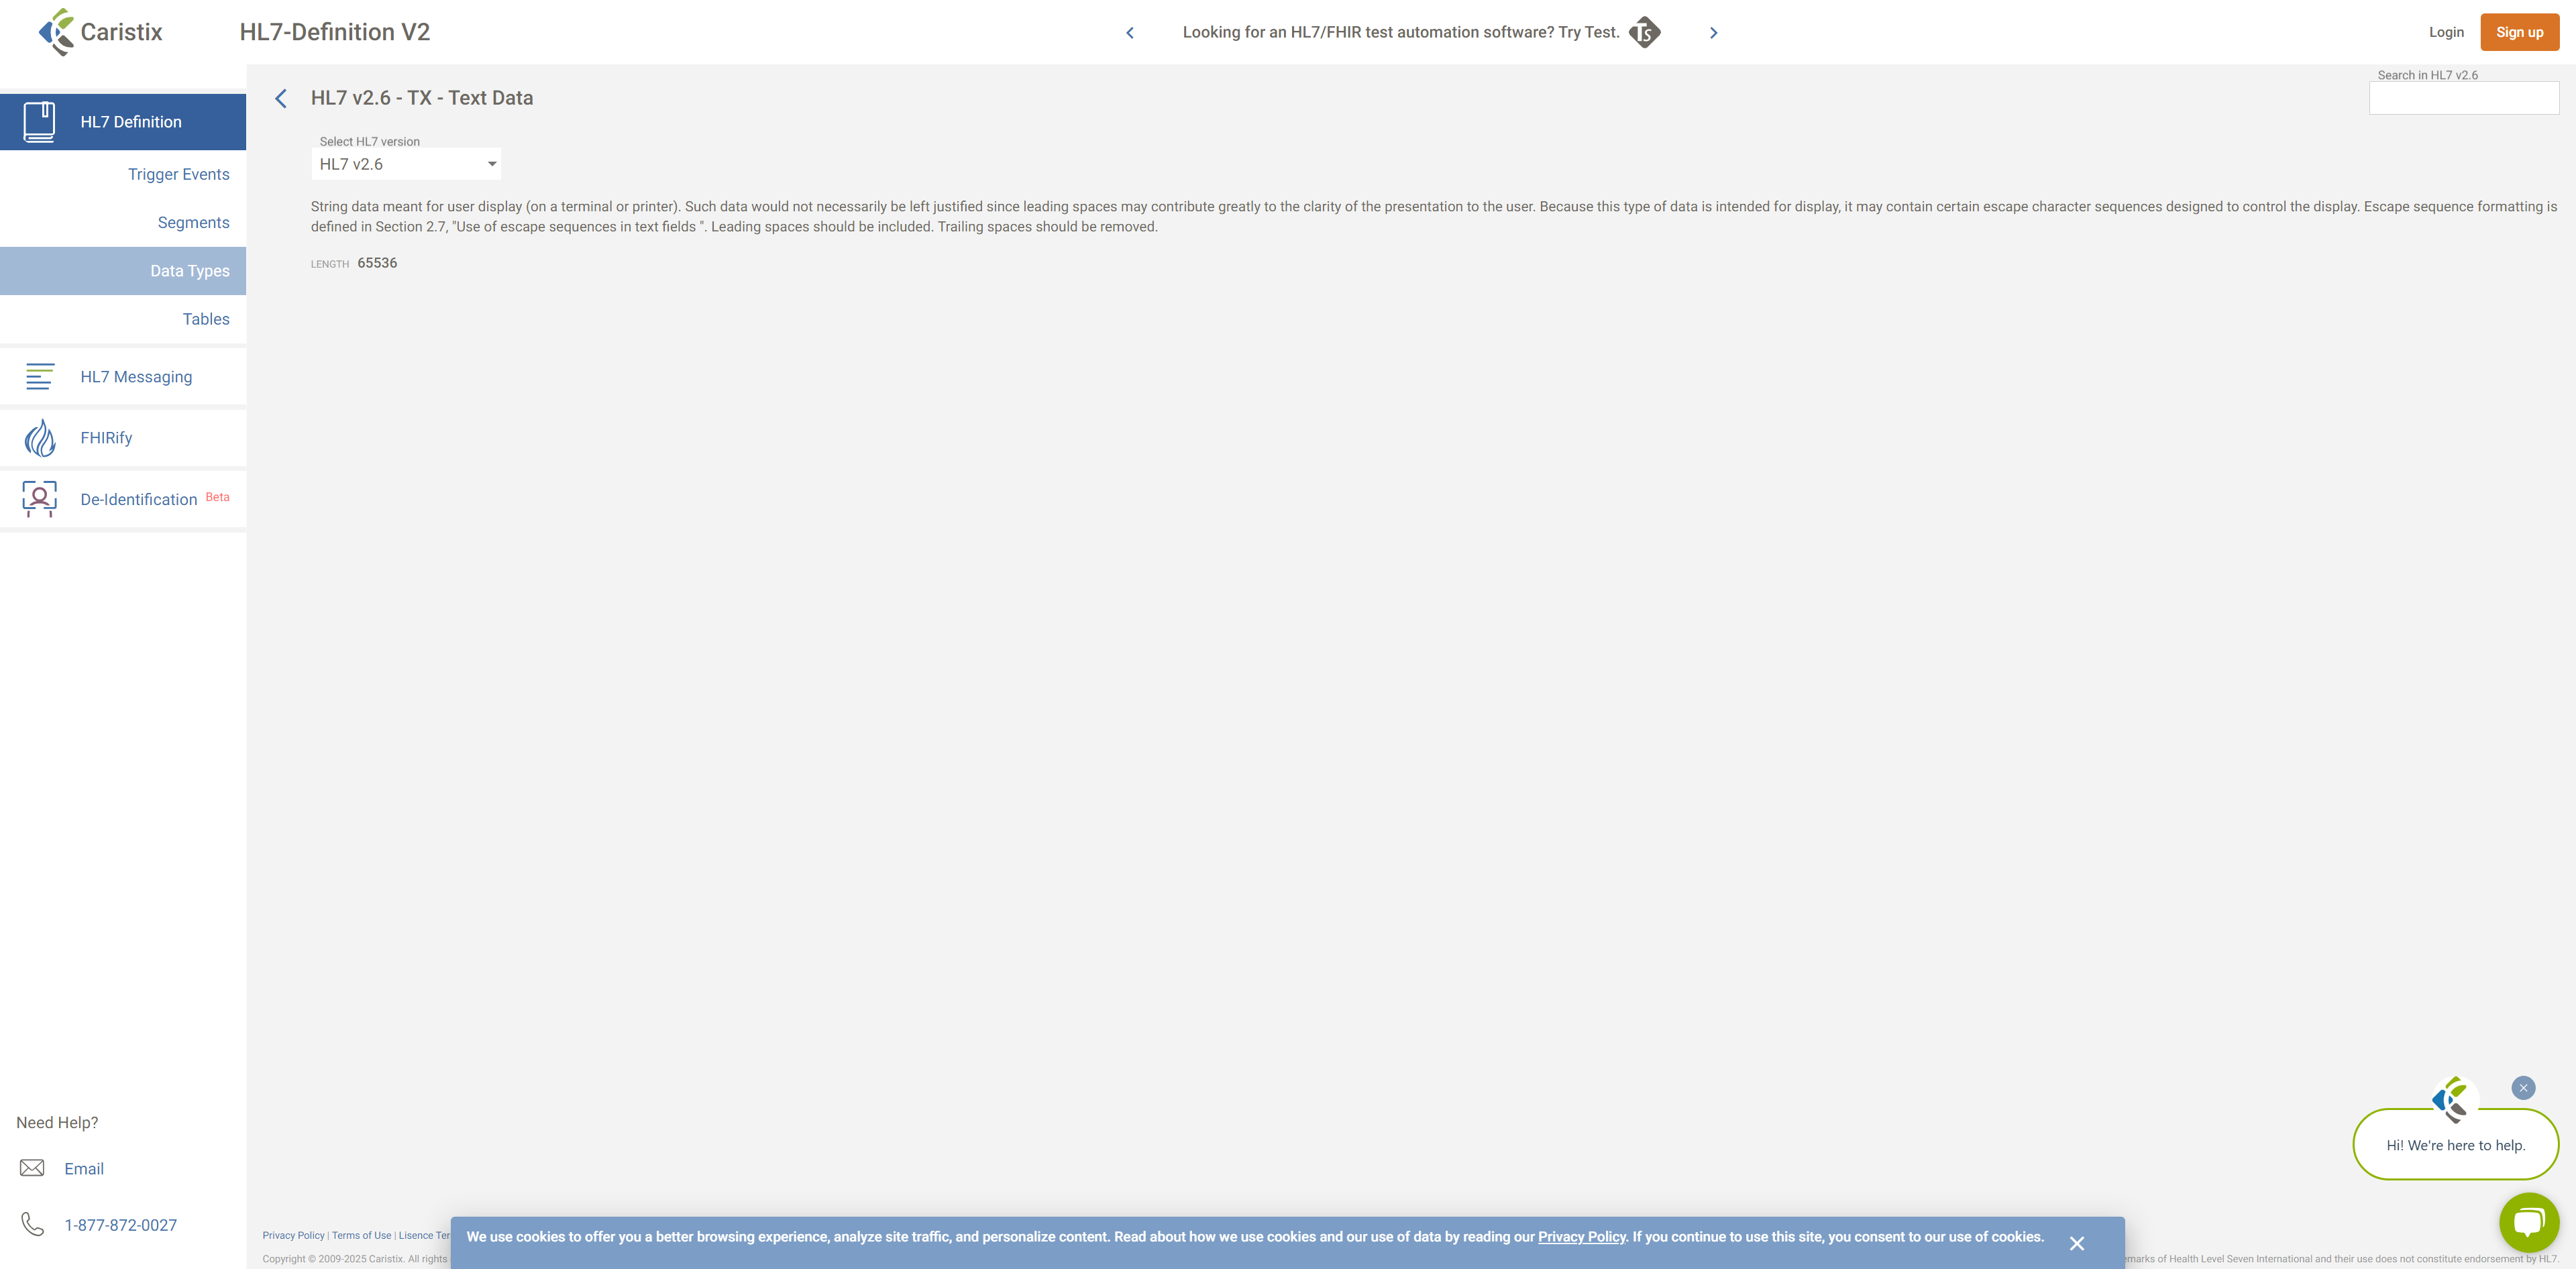 Caristix
HL7-Definition V2
Looking for an HL7/FHIR test automation software? Try Test.
Ts
Login
Sign up
HL7 Definition
Trigger Events
Segments
Data Types
Tables
HL7 Messaging
FHIRify
De-Identification Beta
Need Help?
Email
1-877-872-0027
HL7 v2.6 - TX - Text Data
Search in HL7 v2.6
Select HL7 version
HL7 v2.6
String data meant for user display (on a terminal or printer). Such data would not necessarily be left justified since leading spaces may contribute greatly to the clarity of the presentation to the user. Because this type of data is intended for display, it may contain certain escape character sequences designed to control the display. Escape sequence formatting is
defined in Section 2.7, "Use of escape sequences in text fields ". Leading spaces should be included. Trailing spaces should be removed.
LENGTH 65536
Hi! We're here to help.
Privacy Policy | Terms of Use | Lisence Ter
We use cookies to offer you a better browsing experience, analyze site traffic, and personalize content. Read about how we use cookies and our use of data by reading our Privacy Policy. If you continue to use this site, you consent to our use of cookies.
Copyright © 2009-2025 Caristix. All rights
emarks of Health Level Seven International and their use does not constitute endorsement by HL7.